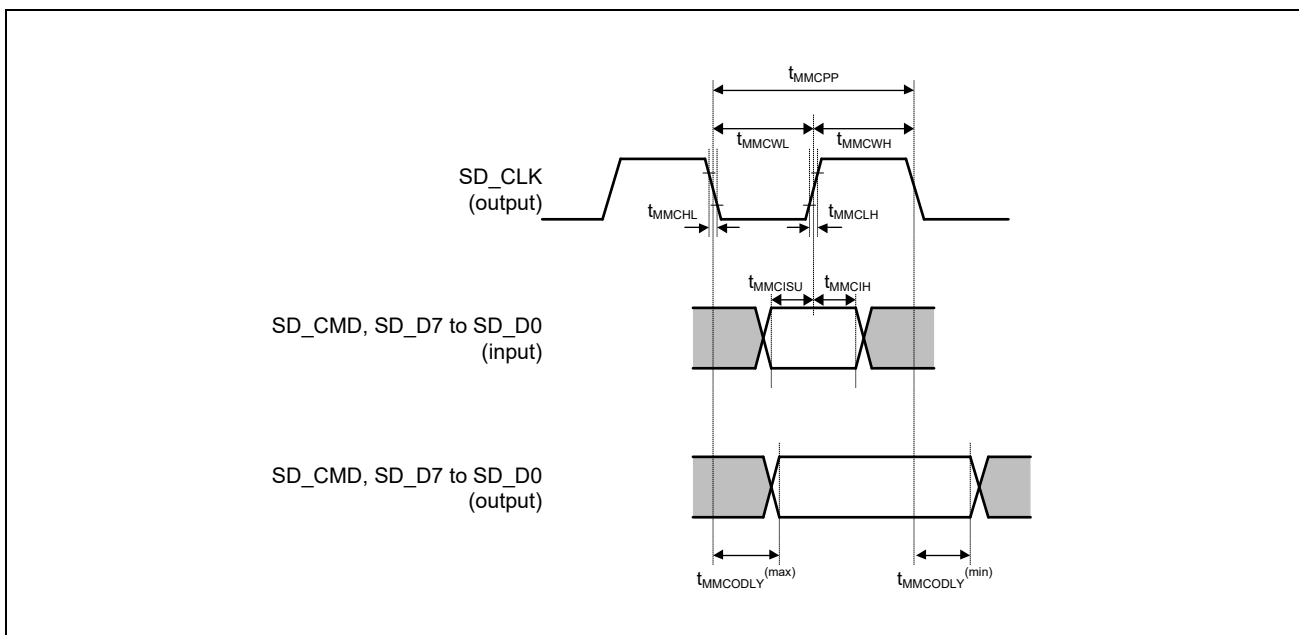 tMMCPP
tMMCWL tMMCWH
SD_CLK
(output)
tMMCHL tMMCLH
tMMCISU tMMCIH
SD_CMD, SD_D7 to SD_D0
(input)
SD_CMD, SD_D7 to SD_D0
(output)
tMMCODLY(max) tMMCODLY(min)